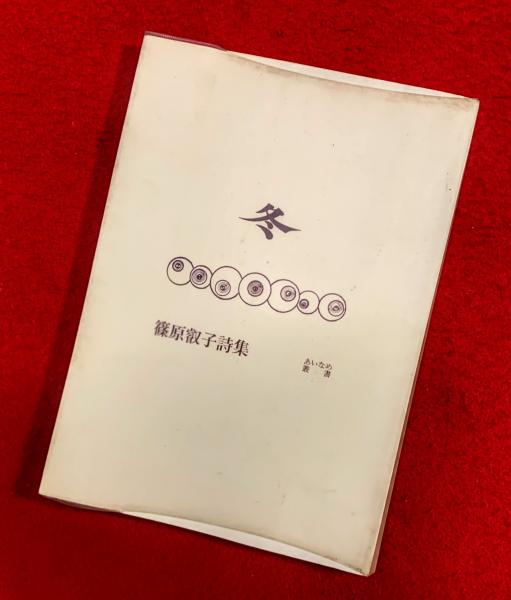 冬
篠原叡子詩集
あいなめ
叢書